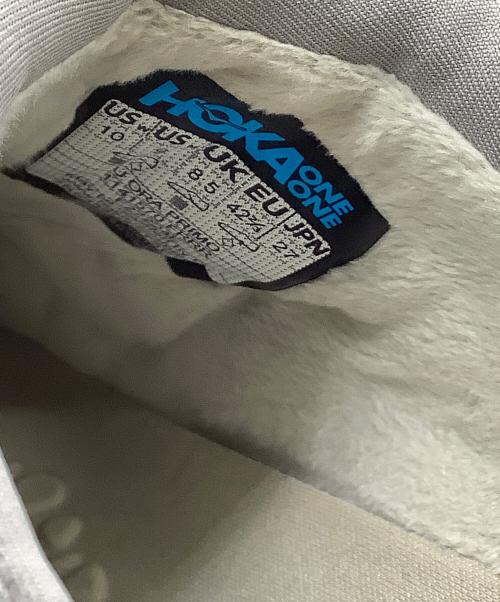 HOKA
ONE
ONE
US US UK EU JPN
10 8.5 42⅔ 27
U ORA PRIMO